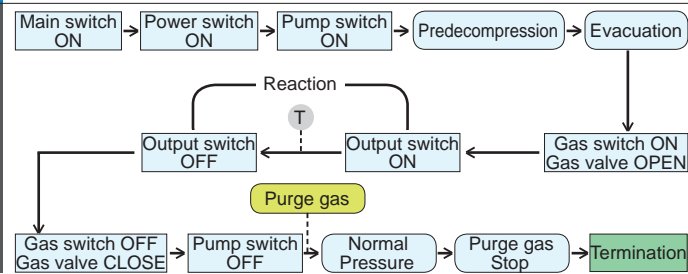 Main switch
ON
Power switch
ON
Pump switch
ON
Predecompression
Evacuation
Reaction
T
Gas switch ON
Gas valve OPEN
Output switch
ON
Output switch
OFF
Gas switch OFF
Gas valve CLOSE
Pump switch
OFF
Purge gas
Normal
Pressure
Purge gas
Stop
Termination